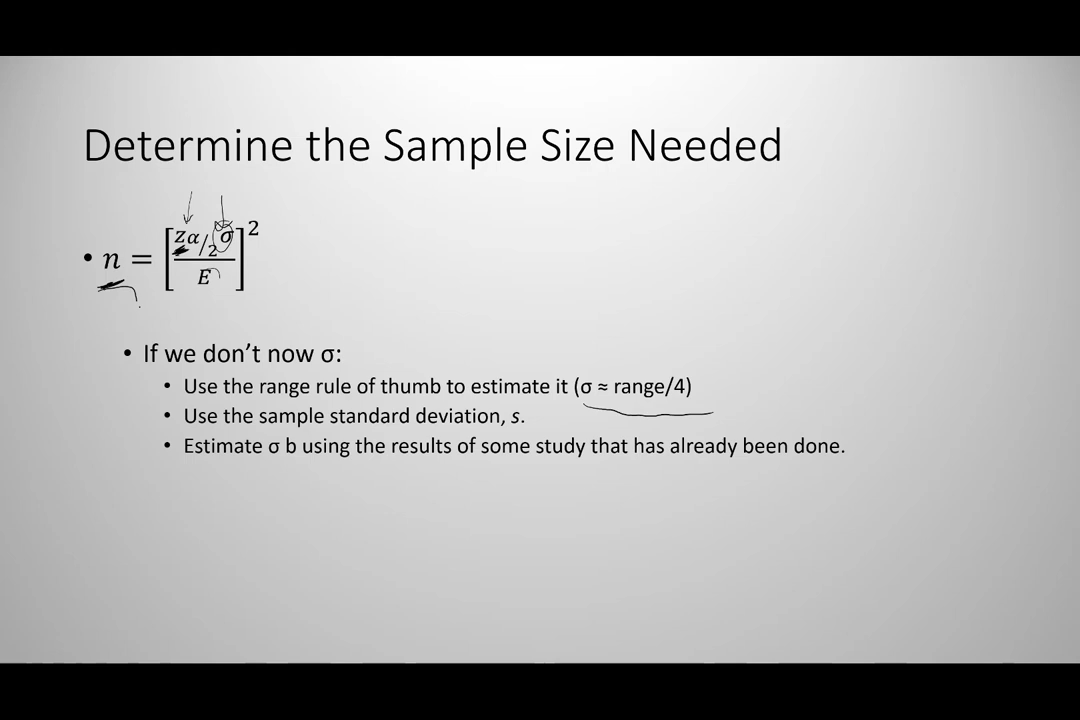 Determine the Sample Size Needed
• n = [zα/2 σ / E]²
• If we don’t now σ:
• Use the range rule of thumb to estimate it (σ ≈ range/4)
• Use the sample standard deviation, s.
• Estimate σ b using the results of some study that has already been done.